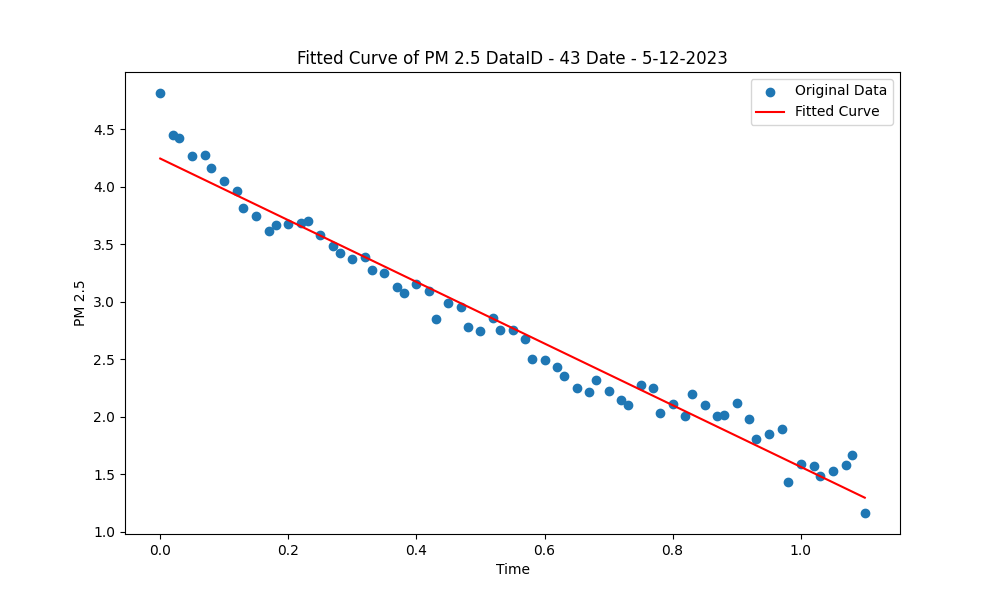 Fitted Curve of PM 2.5 DataID - 43 Date - 5-12-2023
Original Data
Fitted Curve
4.5
4.0
3.5
3.0
2.5
2.0
1.5
1.0
PM 2.5
0.0 0.2 0.4 0.6 0.8 1.0
Time